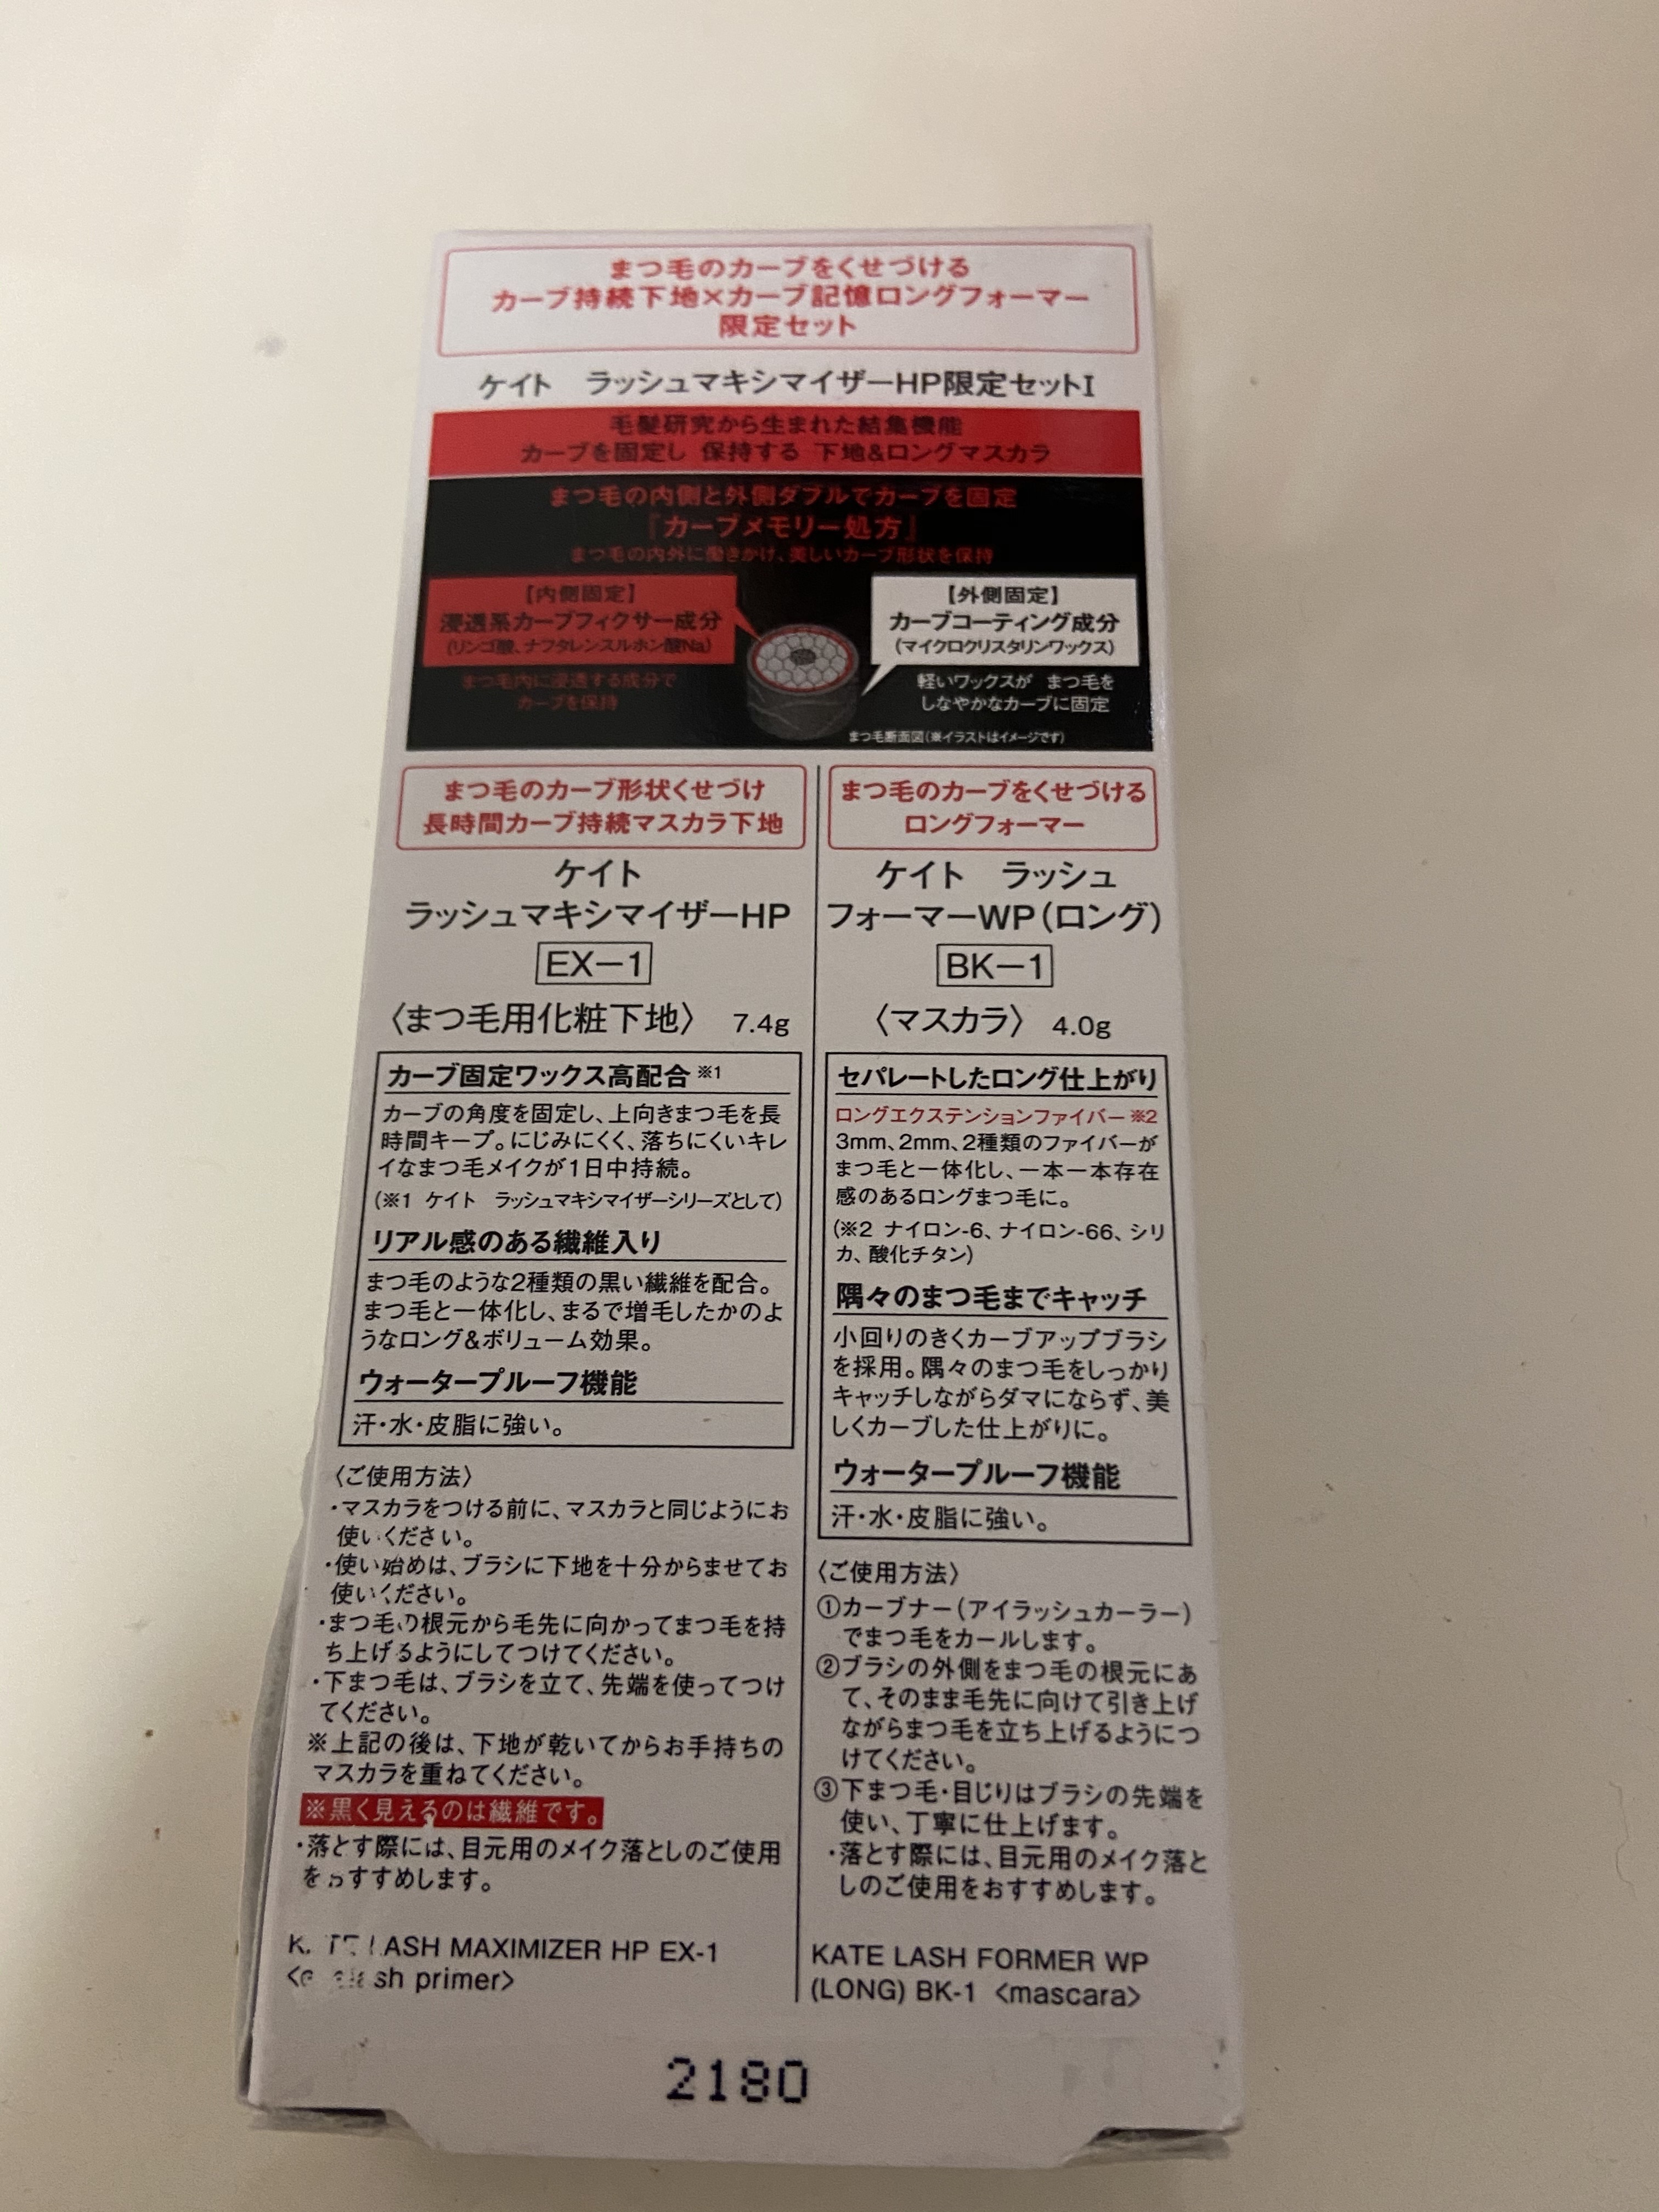 まつ毛のカーブをくせづける
カーブ持続下地×カーブ記憶ロングフォーマー
限定セット
ケイト　ラッシュマキシマイザーHP限定セットI
毛髪研究から生まれた結集機能
カーブを固定し 保持する 下地&ロングマスカラ
まつ毛の内側と外側ダブルでカーブを固定
『カーブメモリー処方』
まつ毛の内外に働きかけ、美しいカーブ形状を保持
【内側固定】
浸透系カーブフィクサー成分
(リンゴ酸、ナフタレンスルホン酸Na)
まつ毛内に浸透する成分で
カーブを保持
【外側固定】
カーブコーティング成分
(マイクロクリスタリンワックス)
軽いワックスが まつ毛を
しなやかなカーブに固定
まつ毛断面図(※イラストはイメージです)
まつ毛のカーブ形状くせづけ
長時間カーブ持続マスカラ下地
ケイト
ラッシュマキシマイザーHP
EX-1
〈まつ毛用化粧下地〉 7.4g
カーブ固定ワックス高配合 ※1
カーブの角度を固定し、上向きまつ毛を長
時間キープ。にじみにくく、落ちにくいキレ
イなまつ毛メイクが1日中持続。
(※1 ケイト　ラッシュマキシマイザーシリーズとして)
リアル感のある繊維入り
まつ毛のような2種類の黒い繊維を配合。
まつ毛と一体化し、まるで増毛したかのよ
うなロング&ボリューム効果。
ウォータープルーフ機能
汗・水・皮脂に強い。
〈ご使用方法〉
・マスカラをつける前に、マスカラと同じようにお
使いください。
・使い始めは、ブラシに下地を十分からませてお
使いください。
・まつ毛の根元から毛先に向かってまつ毛を持
ち上げるようにしてつけてください。
・下まつ毛は、ブラシを立て、先端を使ってつけ
てください。
※上記の後は、下地が乾いてからお手持ちの
マスカラを重ねてください。
※黒く見えるのは繊維です。
・落とす際には、目元用のメイク落としのご使用
をおすすめします。
KATE LASH MAXIMIZER HP EX-1
<eyelash primer>
まつ毛のカーブをくせづける
ロングフォーマー
ケイト　ラッシュ
フォーマーWP(ロング)
BK-1
〈マスカラ〉 4.0g
セパレートしたロング仕上がり
ロングエクステンションファイバー ※2
3mm、2mm、2種類のファイバーが
まつ毛と一体化し、一本一本存在
感のあるロングまつ毛に。
(※2 ナイロン-6、ナイロン-66、シリ
カ、酸化チタン)
隅々のまつ毛までキャッチ
小回りのきくカーブアップブラシ
を採用。隅々のまつ毛をしっかり
キャッチしながらダマにならず、美
しくカーブした仕上がりに。
ウォータープルーフ機能
汗・水・皮脂に強い。
〈ご使用方法〉
①カーブナー(アイラッシュカーラー)
でまつ毛をカールします。
②ブラシの外側をまつ毛の根元にあ
て、そのまま毛先に向けて引き上げ
ながらまつ毛を立ち上げるようにつ
けてください。
③下まつ毛・目じりはブラシの先端を
使い、丁寧に仕上げます。
・落とす際には、目元用のメイク落と
しのご使用をおすすめします。
KATE LASH FORMER WP
(LONG) BK-1 <mascara>
2180